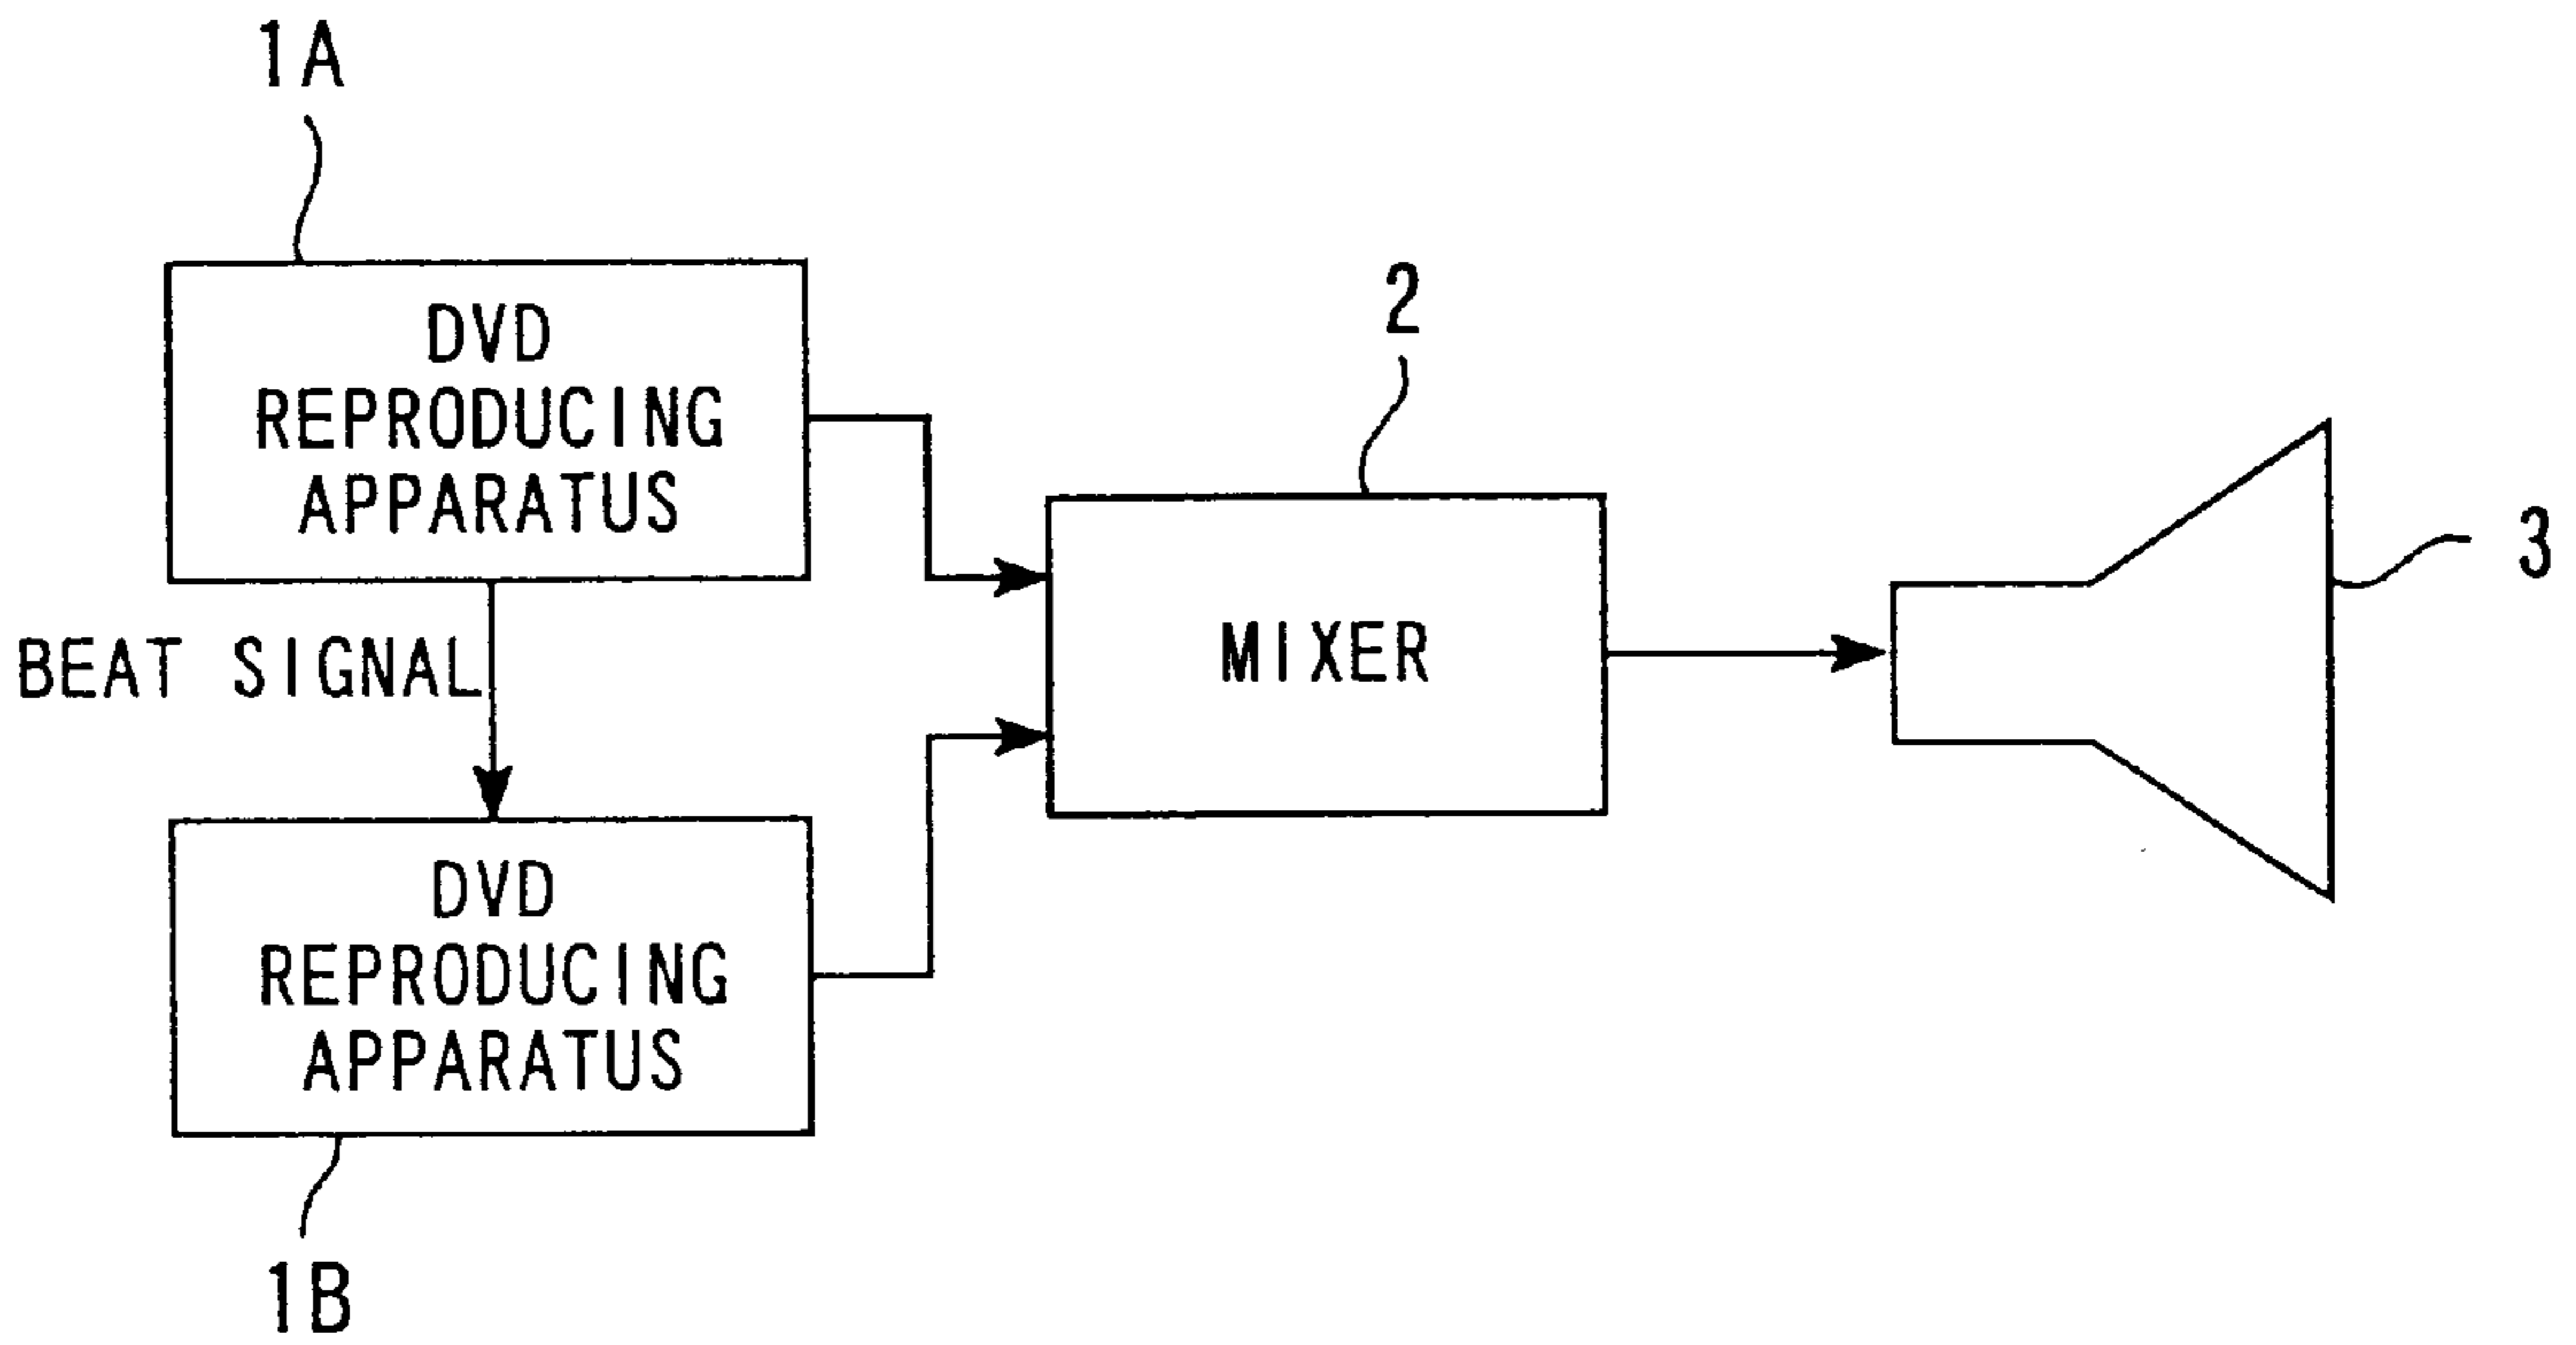 1A
DVD
REPRODUCING
APPARATUS
2
3
BEAT SIGNAL
MIXER
DVD
REPRODUCING
APPARATUS
1B